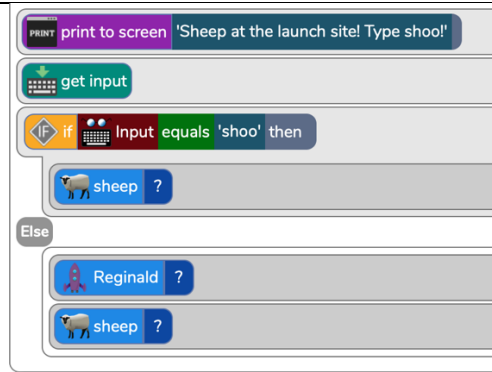 PRINT print to screen 'Sheep at the launch site! Type shoo!'
get input
IF if Input equals 'shoo' then
sheep ?
Else
Reginald ?
sheep ?